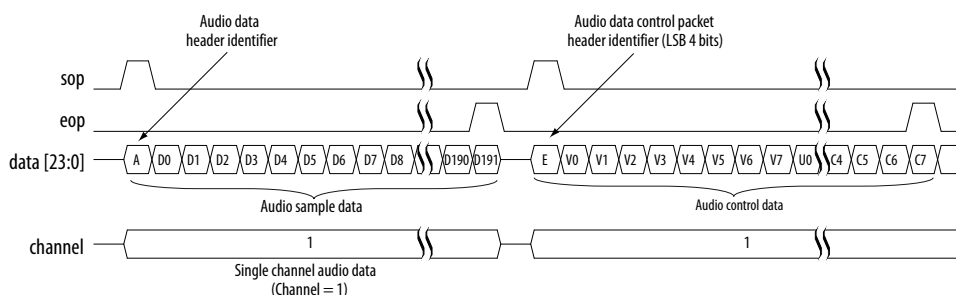 Audio data
header identifier
Audio data control packet
header identifier (LSB 4 bits)
sop
eop
data [23:0]
A D0 D1 D2 D3 D4 D5 D6 D7 D8 D190 D191 E V0 V1 V2 V3 V4 V5 V6 V7 U0 C4 C5 C6 C7
Audio sample data
Audio control data
channel
1
1
Single channel audio data
(Channel = 1)